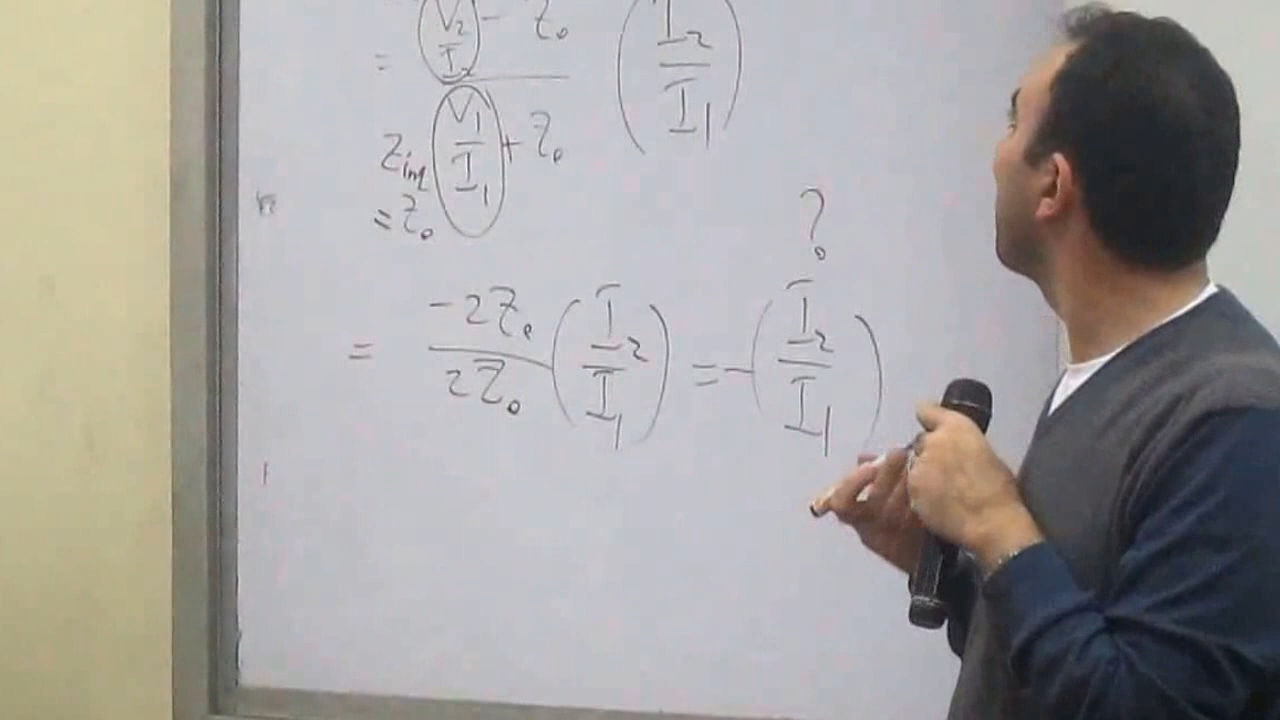 = V2/I2 - Z0 (I2/I1)
Zin1 V1/I1 + Z0
= Z0
?
= -2Z0/2Z0 (I2/I1) = -(I2/I1)